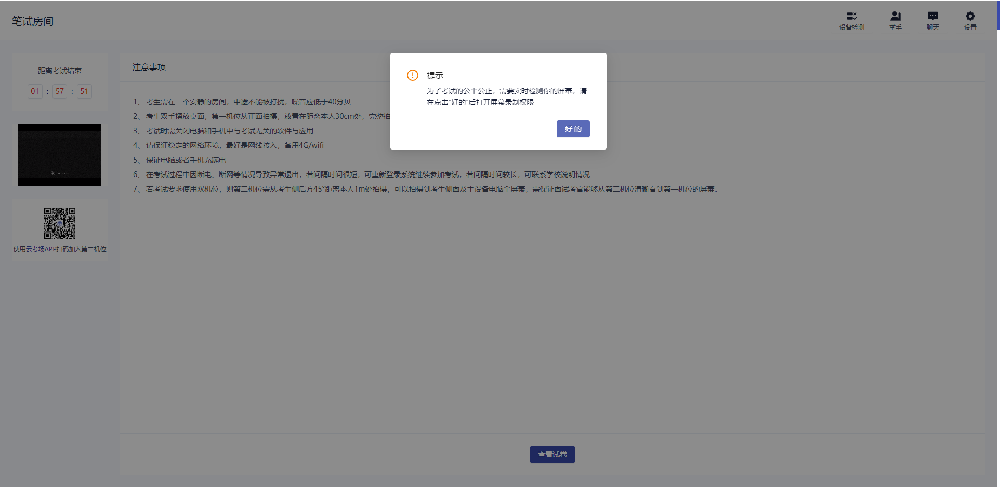 笔试房间
设备检测
举手
聊天
设置
距离考试结束
01 : 57 : 51
使用云考场APP扫码加入第二机位
注意事项
1、 考生需在一个安静的房间，中途不能被打扰，噪音应低于40分贝
2、 考生双手摆放桌面，第一机位从正面拍摄，放置在距离本人30cm处，完整拍
3、 考试时需关闭电脑和手机中与考试无关的软件与应用
4、 请保证稳定的网络环境，最好是网线接入，备用4G/wifi
5、 保证电脑或者手机充满电
6、 在考试过程中因断电、断网等情况导致异常退出，若间隔时间很短，可重新登录系统继续参加考试，若间隔时间较长，可联系学校说明情况
7、 若考试要求使用双机位，则第二机位需从考生侧后方45°距离本人1m处拍摄，可以拍摄到考生侧面及主设备电脑全屏幕，需保证面试考官能够从第二机位清晰看到第一机位的屏幕。
提示
为了考试的公平公正，需要实时检测你的屏幕，请
在点击“好的”后打开屏幕录制权限
好 的
查看试卷